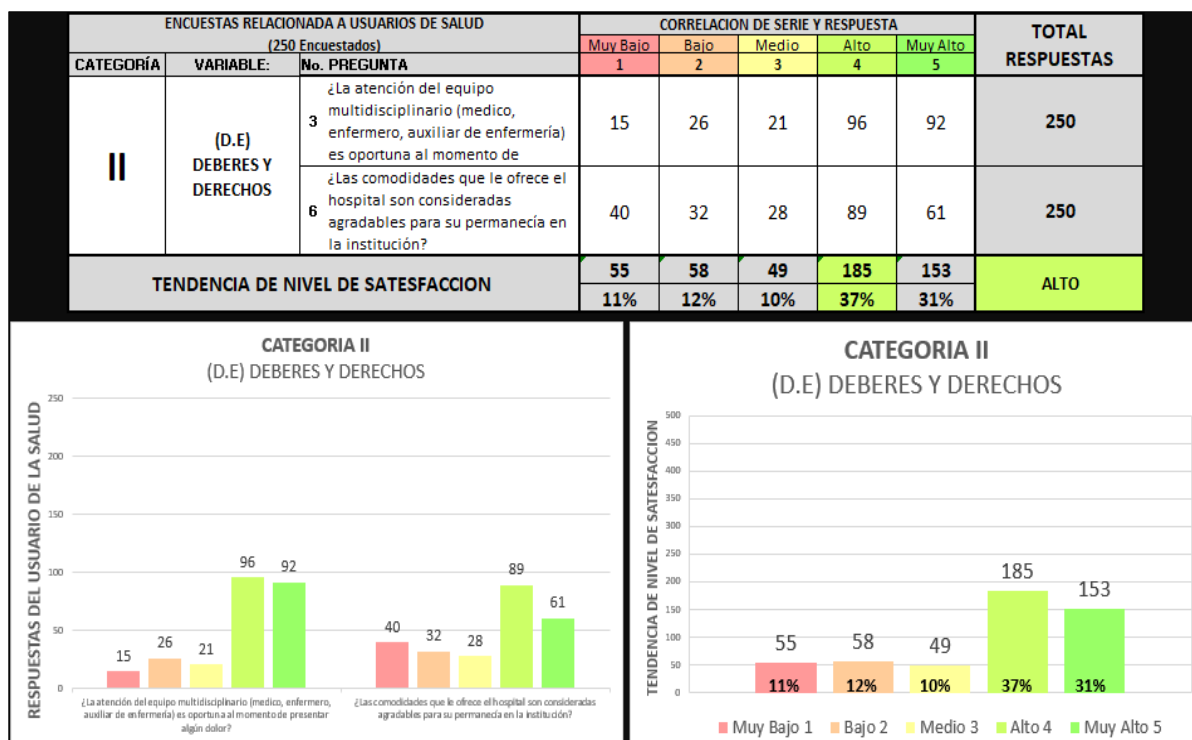 ENCUESTAS RELACIONADA A USUARIOS DE SALUD
(250 Encuestados)
CORRELACION DE SERIE Y RESPUESTA
TOTAL
RESPUESTAS
Muy Bajo Bajo Medio Alto Muy Alto
CATEGORÍA VARIABLE: No. PREGUNTA 1 2 3 4 5
II
(D.E)
DEBERES Y
DERECHOS
3
¿La atención del equipo
multidisciplinario (medico,
enfermero, auxiliar de enfermería)
es oportuna al momento de
15 26 21 96 92 250
6
¿Las comodidades que le ofrece el
hospital son consideradas
agradables para su permanecía en
la institución?
40 32 28 89 61 250
TENDENCIA DE NIVEL DE SATESFACCION
55 58 49 185 153
11% 12% 10% 37% 31%
ALTO
CATEGORIA II
(D.E) DEBERES Y DERECHOS
RESPUESTAS DEL USUARIO DE LA SALUD
250
200
150
100
50
0
15 26 21 96 92
40 32 28 89 61
¿La atención del equipo multidisciplinario (medico, enfermero,
auxiliar de enfermería) es oportuna al momento de presentar
algún dolor?
¿Las comodidades que le ofrece el hospital son consideradas
agradables para su permanecía en la institución?
CATEGORIA II
(D.E) DEBERES Y DERECHOS
TENDENCIA DE NIVEL DE SATESFACCION
500
450
400
350
300
250
200
150
100
50
0
55 58 49 185 153
11% 12% 10% 37% 31%
Muy Bajo 1 Bajo 2 Medio 3 Alto 4 Muy Alto 5